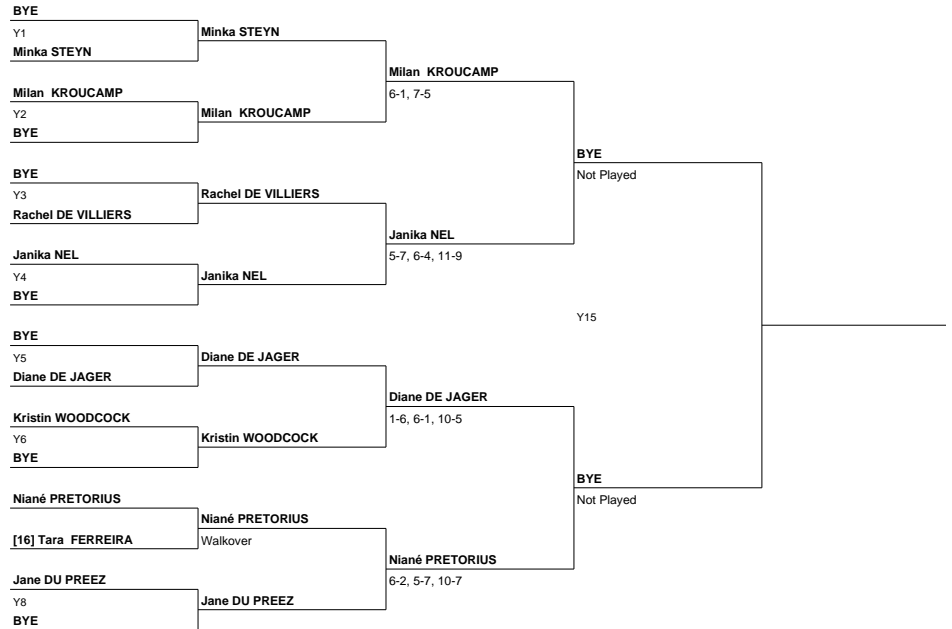 BYE
Y1
Minka STEYN
Milan KROUCAMP
Y2
BYE
BYE
Y3
Rachel DE VILLIERS
Janika NEL
Y4
BYE
BYE
Y5
Diane DE JAGER
Kristin WOODCOCK
Y6
BYE
Niané PRETORIUS
[16] Tara FERREIRA
Jane DU PREEZ
Y8
BYE
Minka STEYN
Milan KROUCAMP
Rachel DE VILLIERS
Janika NEL
Diane DE JAGER
Kristin WOODCOCK
Niané PRETORIUS
Walkover
Jane DU PREEZ
Milan KROUCAMP
6-1, 7-5
Janika NEL
5-7, 6-4, 11-9
Diane DE JAGER
1-6, 6-1, 10-5
Niané PRETORIUS
6-2, 5-7, 10-7
BYE
Not Played
Y15
BYE
Not Played